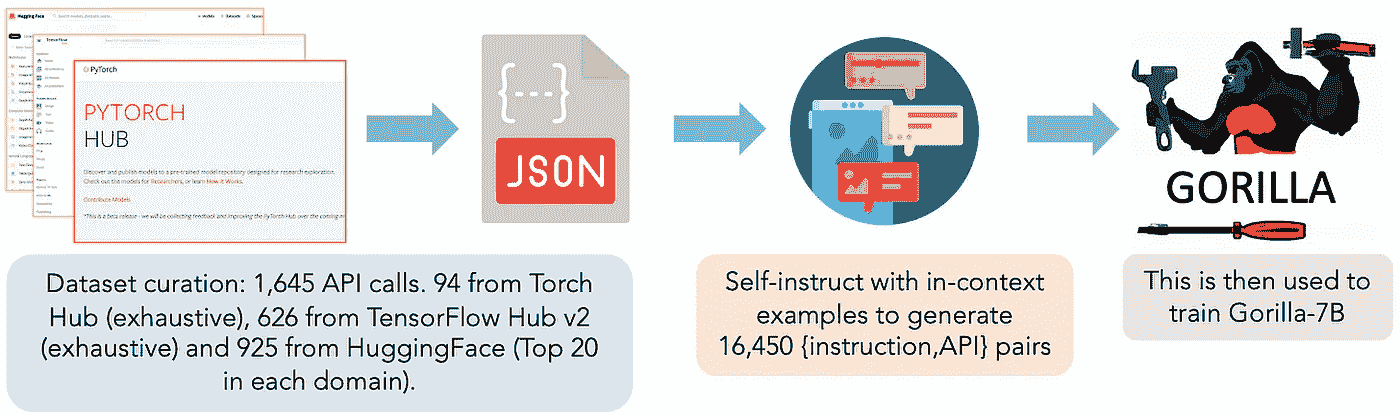 Hugging Face
Models
Datasets
Spaces
TensorFlow
PyTorch
PYTORCH
HUB
Discover and publish models to a pre-trained model repository designed for research exploration.
Check out the models for Researchers, or learn How It Works.
Contribute Models
*This is a beta release - we will be collecting feedback and improving the PyTorch Hub over the coming
{---}
JSON
GORILLA
Dataset curation: 1,645 API calls. 94 from Torch
Hub (exhaustive), 626 from TensorFlow Hub v2
(exhaustive) and 925 from HuggingFace (Top 20
in each domain).
Self-instruct with in-context
examples to generate
16,450 {instruction,API} pairs
This is then used to
train Gorilla-7B